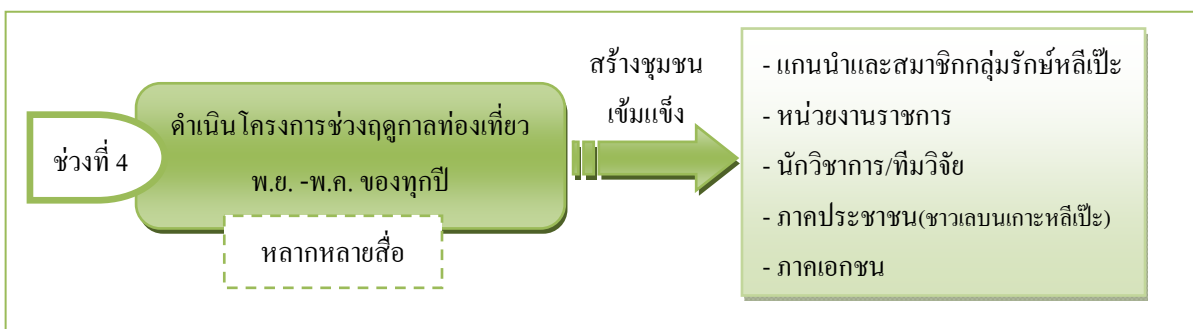 ช่วงที่ 4
ดำเนินโครงการช่วงฤดูกาลท่องเที่ยว
พ.ย. -พ.ค. ของทุกปี
หลากหลายสื่อ
สร้างชุมชน
เข้มแข็ง
- แกนนำและสมาชิกกลุ่มรักษ์หลีเป๊ะ
- หน่วยงานราชการ
- นักวิชาการ/ทีมวิจัย
- ภาคประชาชน(ชาวเลบนเกาะหลีเป๊ะ)
- ภาคเอกชน